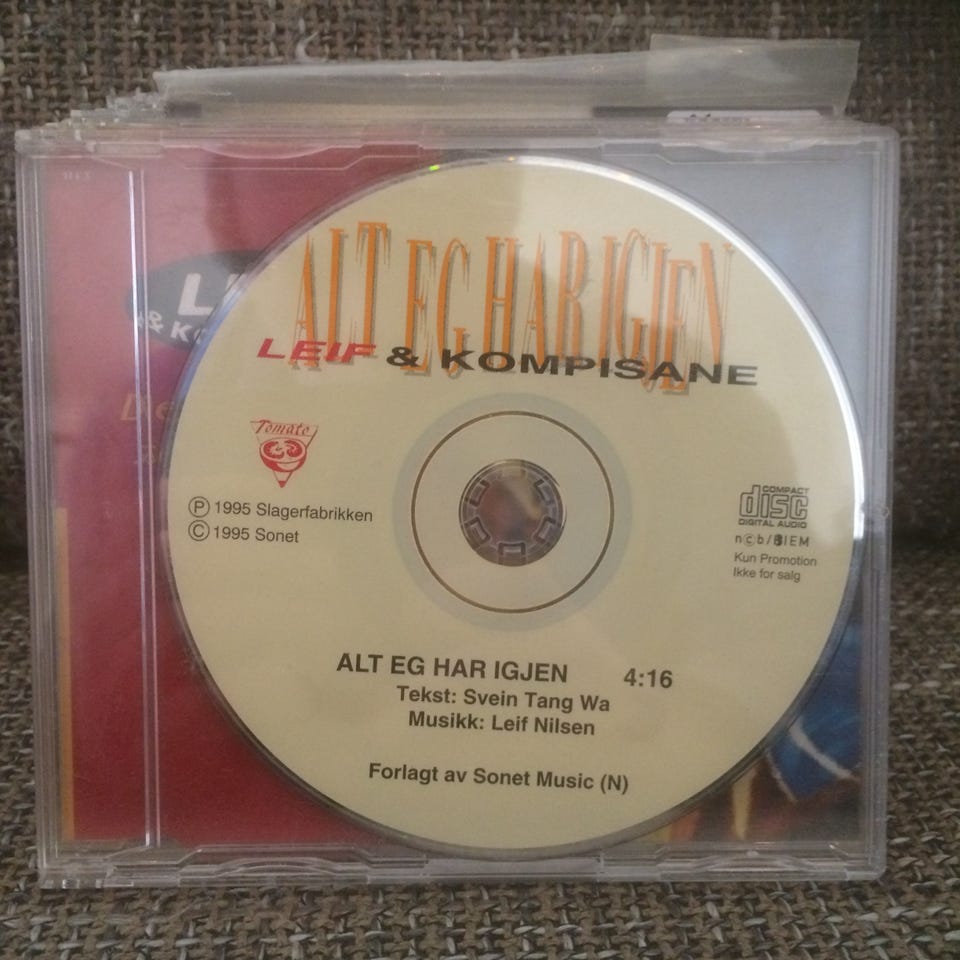 ALT EG HAR IGJEN
LEIF & KOMPISANE
Tomato
Ⓟ 1995 Slagerfabrikken
Ⓒ 1995 Sonet
COMPACT
disc
DIGITAL AUDIO
n©b/BIEM
Kun Promotion
Ikke for salg
ALT EG HAR IGJEN 4:16
Tekst: Svein Tang Wa
Musikk: Leif Nilsen
Forlagt av Sonet Music (N)